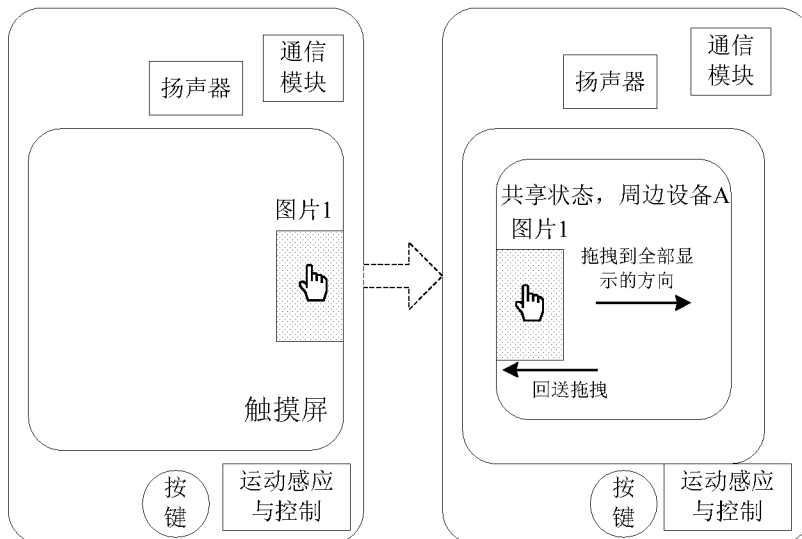 通信
模块
扬声器
图片1
触摸屏
按
键
运动感应
与控制
通信
模块
扬声器
共享状态，周边设备A
图片1
拖拽到全部显
示的方向
回送拖拽
按
键
运动感应
与控制